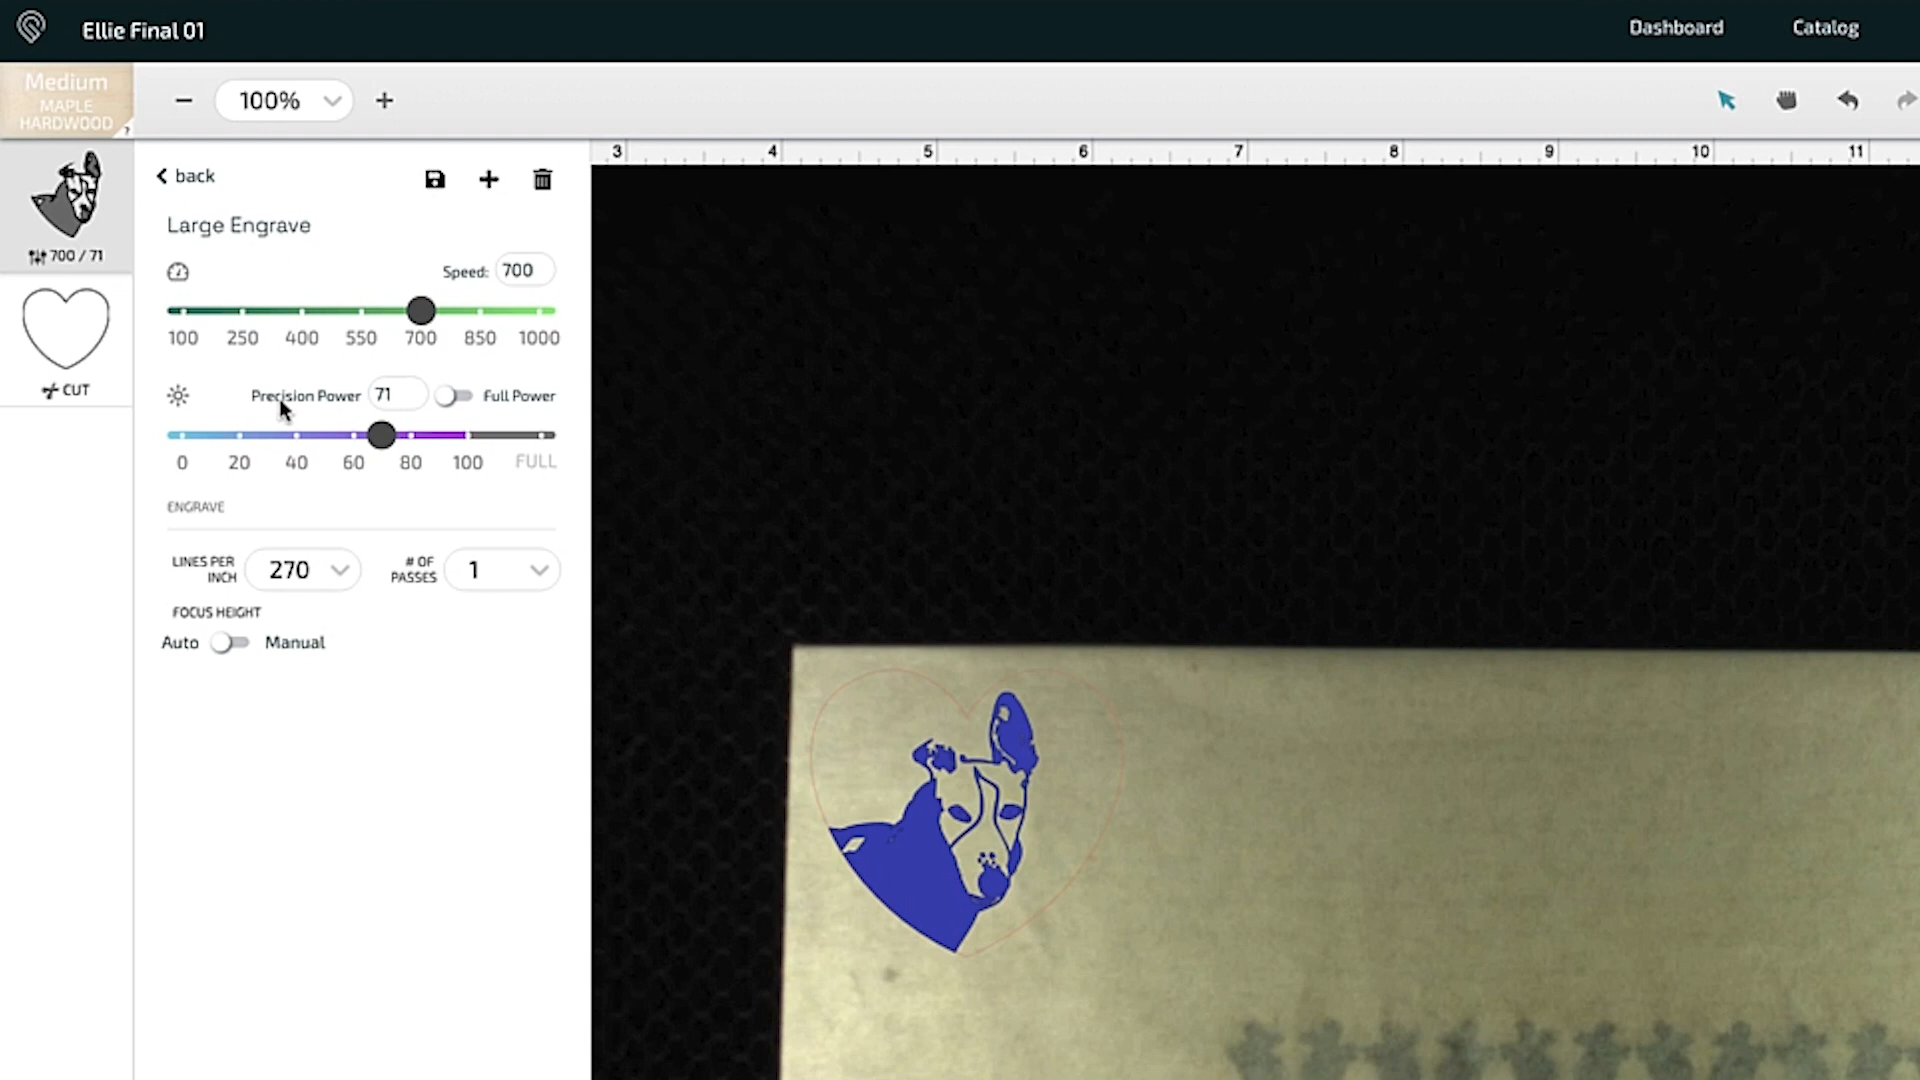 Ellie Final 01
Dashboard
Catalog
Medium
MAPLE
HARDWOOD
?
100%
3 4 5 6 7 8 9 10 11
back
Large Engrave
700 / 71
Speed: 700
100 250 400 550 700 850 1000
CUT
Precision Power 71 Full Power
0 20 40 60 80 100 FULL
ENGRAVE
LINES PER
INCH
270
# OF
PASSES
1
FOCUS HEIGHT
Auto Manual